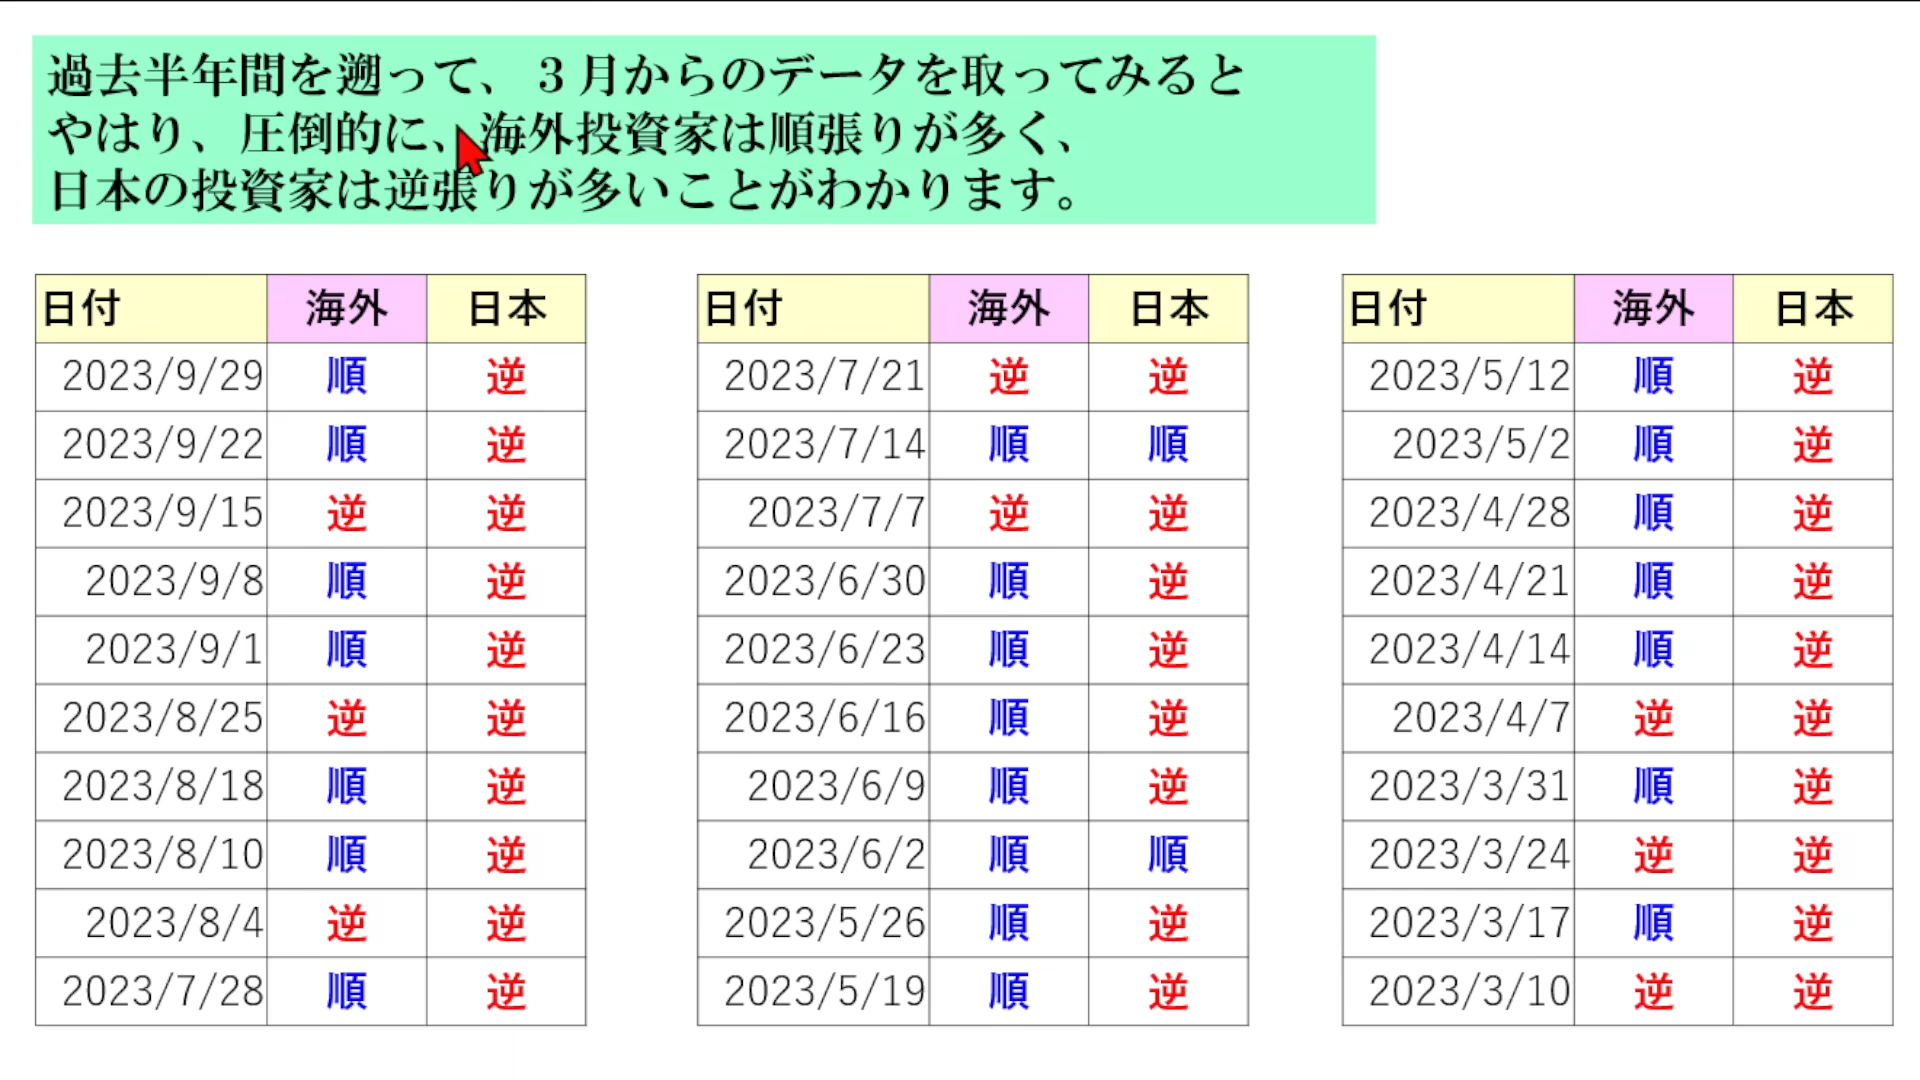 過去半年間を遡って、３月からのデータを取ってみると
やはり、圧倒的に、海外投資家は順張りが多く、
日本の投資家は逆張りが多いことがわかります。
日付 海外 日本
2023/9/29 順 逆
2023/9/22 順 逆
2023/9/15 逆 逆
2023/9/8 順 逆
2023/9/1 順 逆
2023/8/25 逆 逆
2023/8/18 順 逆
2023/8/10 順 逆
2023/8/4 逆 逆
2023/7/28 順 逆
日付 海外 日本
2023/7/21 逆 逆
2023/7/14 順 順
2023/7/7 逆 逆
2023/6/30 順 逆
2023/6/23 順 逆
2023/6/16 順 逆
2023/6/9 順 逆
2023/6/2 順 順
2023/5/26 順 逆
2023/5/19 順 逆
日付 海外 日本
2023/5/12 順 逆
2023/5/2 順 逆
2023/4/28 順 逆
2023/4/21 順 逆
2023/4/14 順 逆
2023/4/7 逆 逆
2023/3/31 順 逆
2023/3/24 逆 逆
2023/3/17 順 逆
2023/3/10 逆 逆